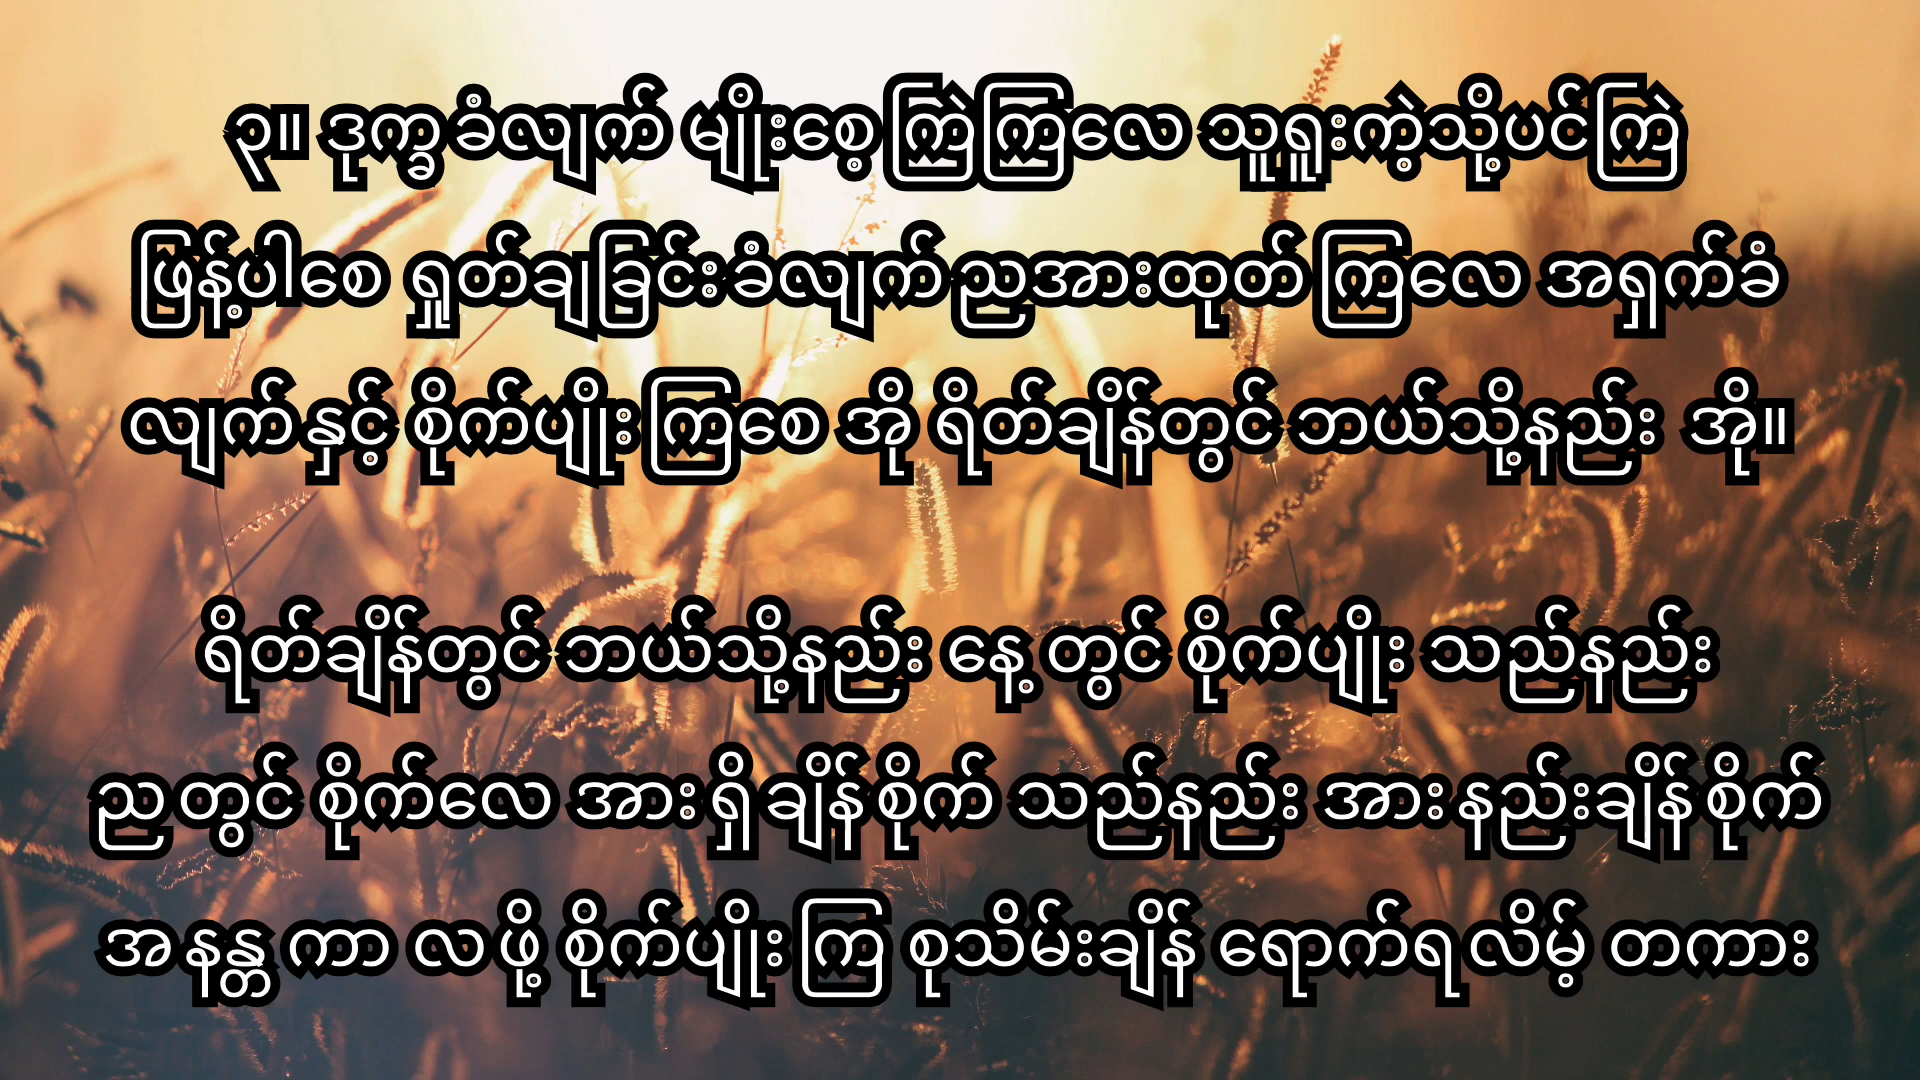 ၃။ ဒုက္ခခံလျက် မျိုးစေ့ကြဲကြလေ သူရူးကဲ့သို့ပင်ကြဲ
ဖြန့်ပါစေ ရှုတ်ချခြင်းခံလျက်ညအားထုတ်ကြလေ အရှက်ခံ
လျက်နှင့် စိုက်ပျိုးကြစေ အို ရိတ်ချိန်တွင် ဘယ်သို့နည်း အို။
ရိတ်ချိန်တွင် ဘယ်သို့နည်း နေ့တွင် စိုက်ပျိုး သည်နည်း
ညတွင် စိုက်လေ အားရှိချိန်စိုက် သည်နည်း အားနည်းချိန်စိုက်
အနန္တကာ လဖို့ စိုက်ပျိုးကြ စုသိမ်းချိန် ရောက်ရလိမ့် တကား